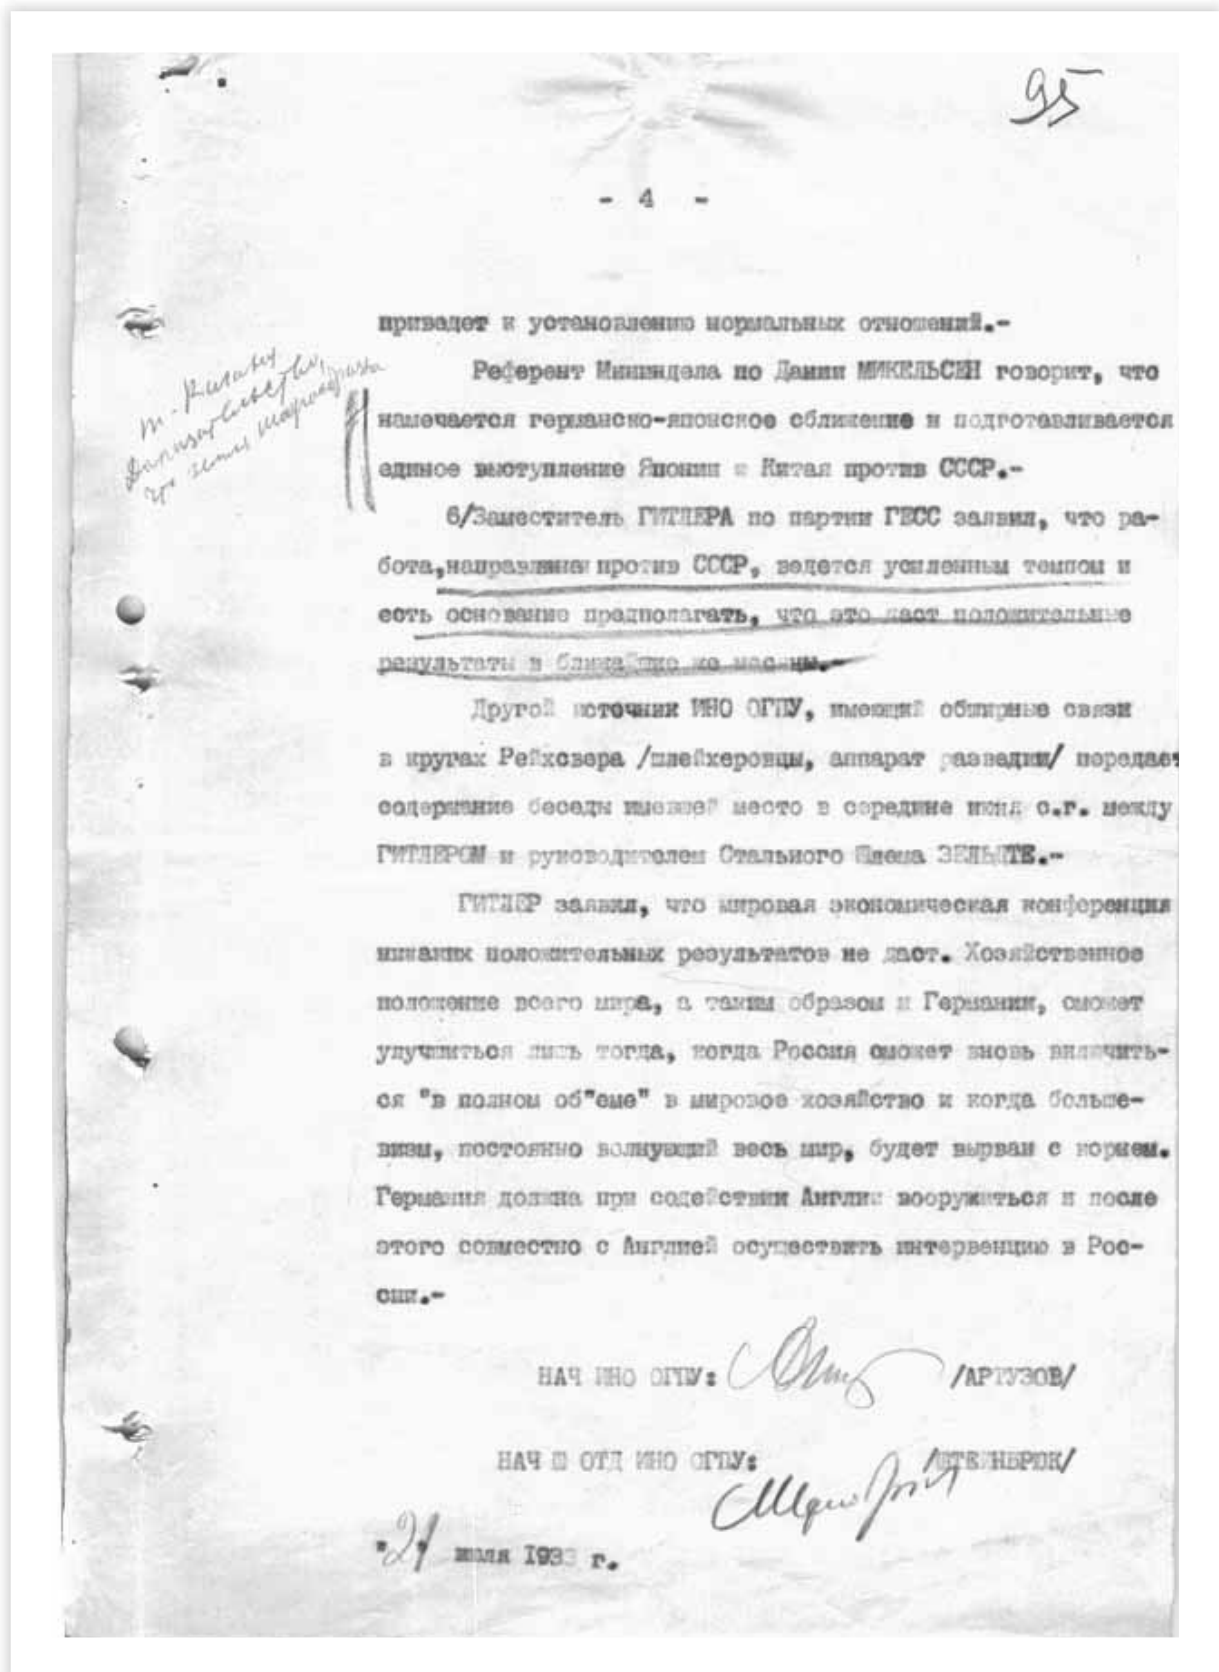 95
- 4 -
приведет к установлению нормальных отношений.-
Референт Мининдела по Дании МИКЕЛЬСЕН говорит, что
намечается германско-японское сближение и подготавливается
единое выступление Японии и Китая против СССР.-
6/Заместитель ГИТЛЕРА по партии ГЕСС заявил, что ра-
бота, против СССР, ведется усиленным темпом и
есть основание предполагать, что это даст положительные
результаты в ближайшие же месяцы.-
Другой источник ИНО ОГПУ, имеющий обширные связи
в кругах Рейхсвера /шлейхеровцы, аппарат разведки/ передает
содержание беседы имевшей место в середине с.г. между
ГИТЛЕРОМ и руководителем Стального Шлема ЗЕЛЬДТЕ.-
ГИТЛЕР заявил, что мировая экономическая конференция
никаких положительных результатов не даст. Хозяйственное
положение всего мира, а таким образом и Германии, сможет
улучшиться лишь тогда, когда Россия сможет вновь включить-
ся "в полном об"еме" в мировое хозяйство и когда больше-
визм, постоянно волнующий весь мир, будет вырван с корнем.
Германия должна при содействии Англии вооружиться и после
этого совместно с Англией осуществить интервенцию в Рос-
сии.-
НАЧ ИНО ОГПУ: /АРТУЗОВ/
НАЧ Ш ОТД ИНО ОГПУ: /ШТЕЙНБРЮК/
"21" июля 1933 г.